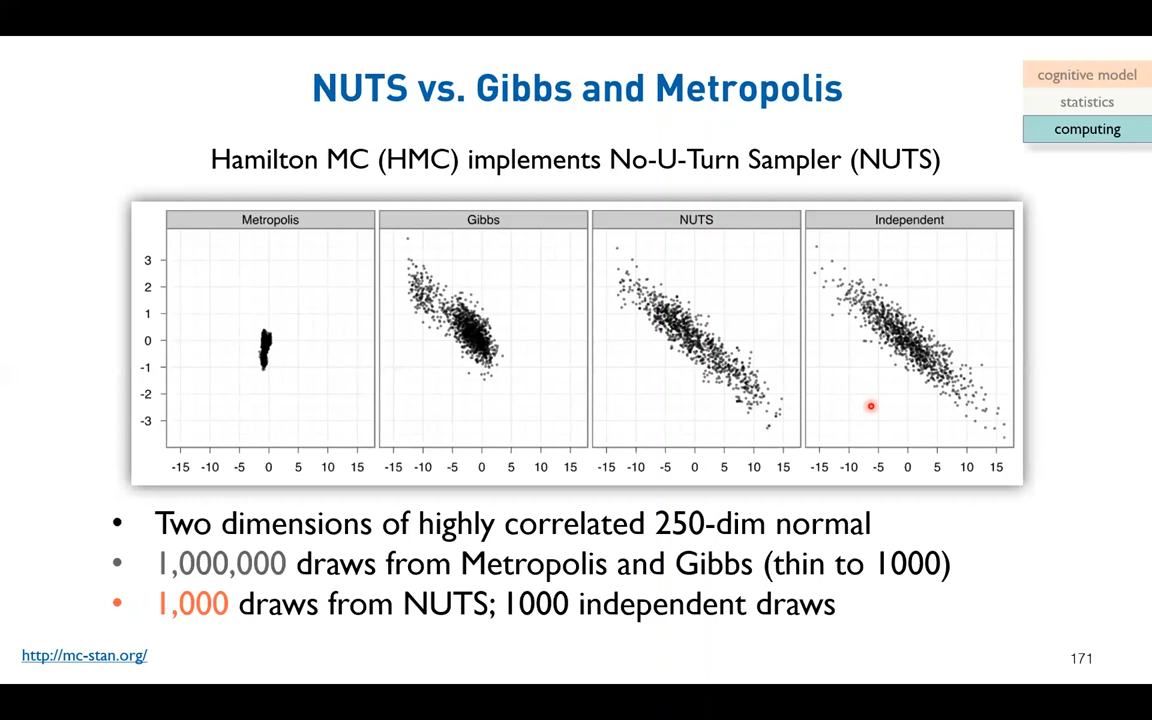 NUTS vs. Gibbs and Metropolis
cognitive model
statistics
computing
Hamilton MC (HMC) implements No-U-Turn Sampler (NUTS)
Metropolis Gibbs NUTS Independent
3
2
1
0
-1
-2
-3
-15 -10 -5 0 5 10 15 -15 -10 -5 0 5 10 15 -15 -10 -5 0 5 10 15 -15 -10 -5 0 5 10 15
• Two dimensions of highly correlated 250-dim normal
• 1,000,000 draws from Metropolis and Gibbs (thin to 1000)
• 1,000 draws from NUTS; 1000 independent draws
http://mc-stan.org/
171